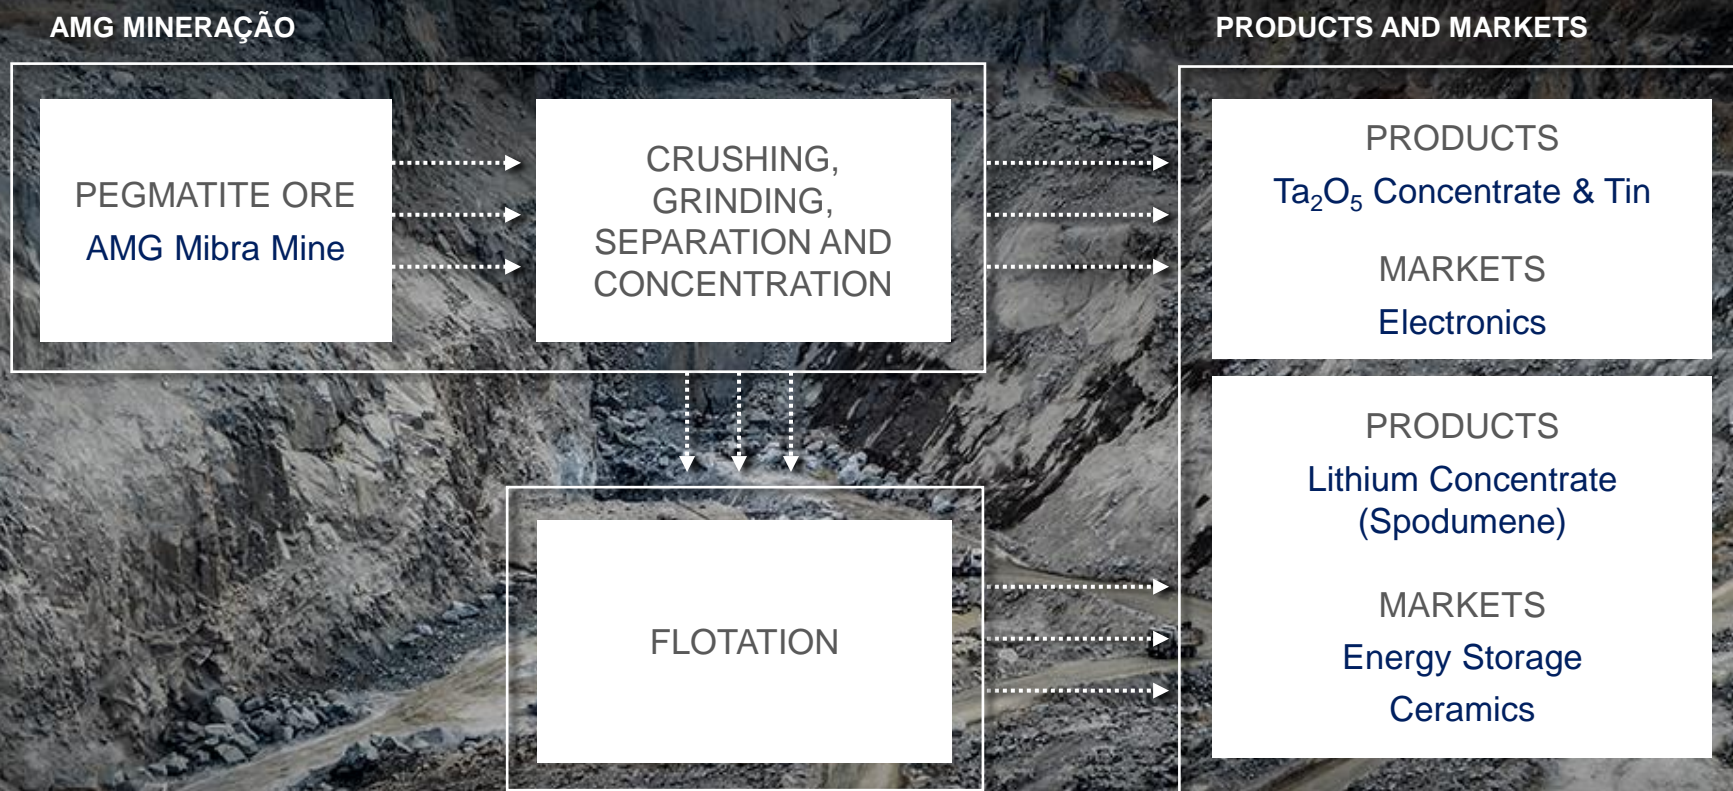 AMG MINERAÇÃO
PEGMATITE ORE
AMG Mibra Mine
CRUSHING,
GRINDING,
SEPARATION AND
CONCENTRATION
FLOTATION
PRODUCTS AND MARKETS
PRODUCTS
Ta₂O₅ Concentrate & Tin
MARKETS
Electronics
PRODUCTS
Lithium Concentrate
(Spodumene)
MARKETS
Energy Storage
Ceramics